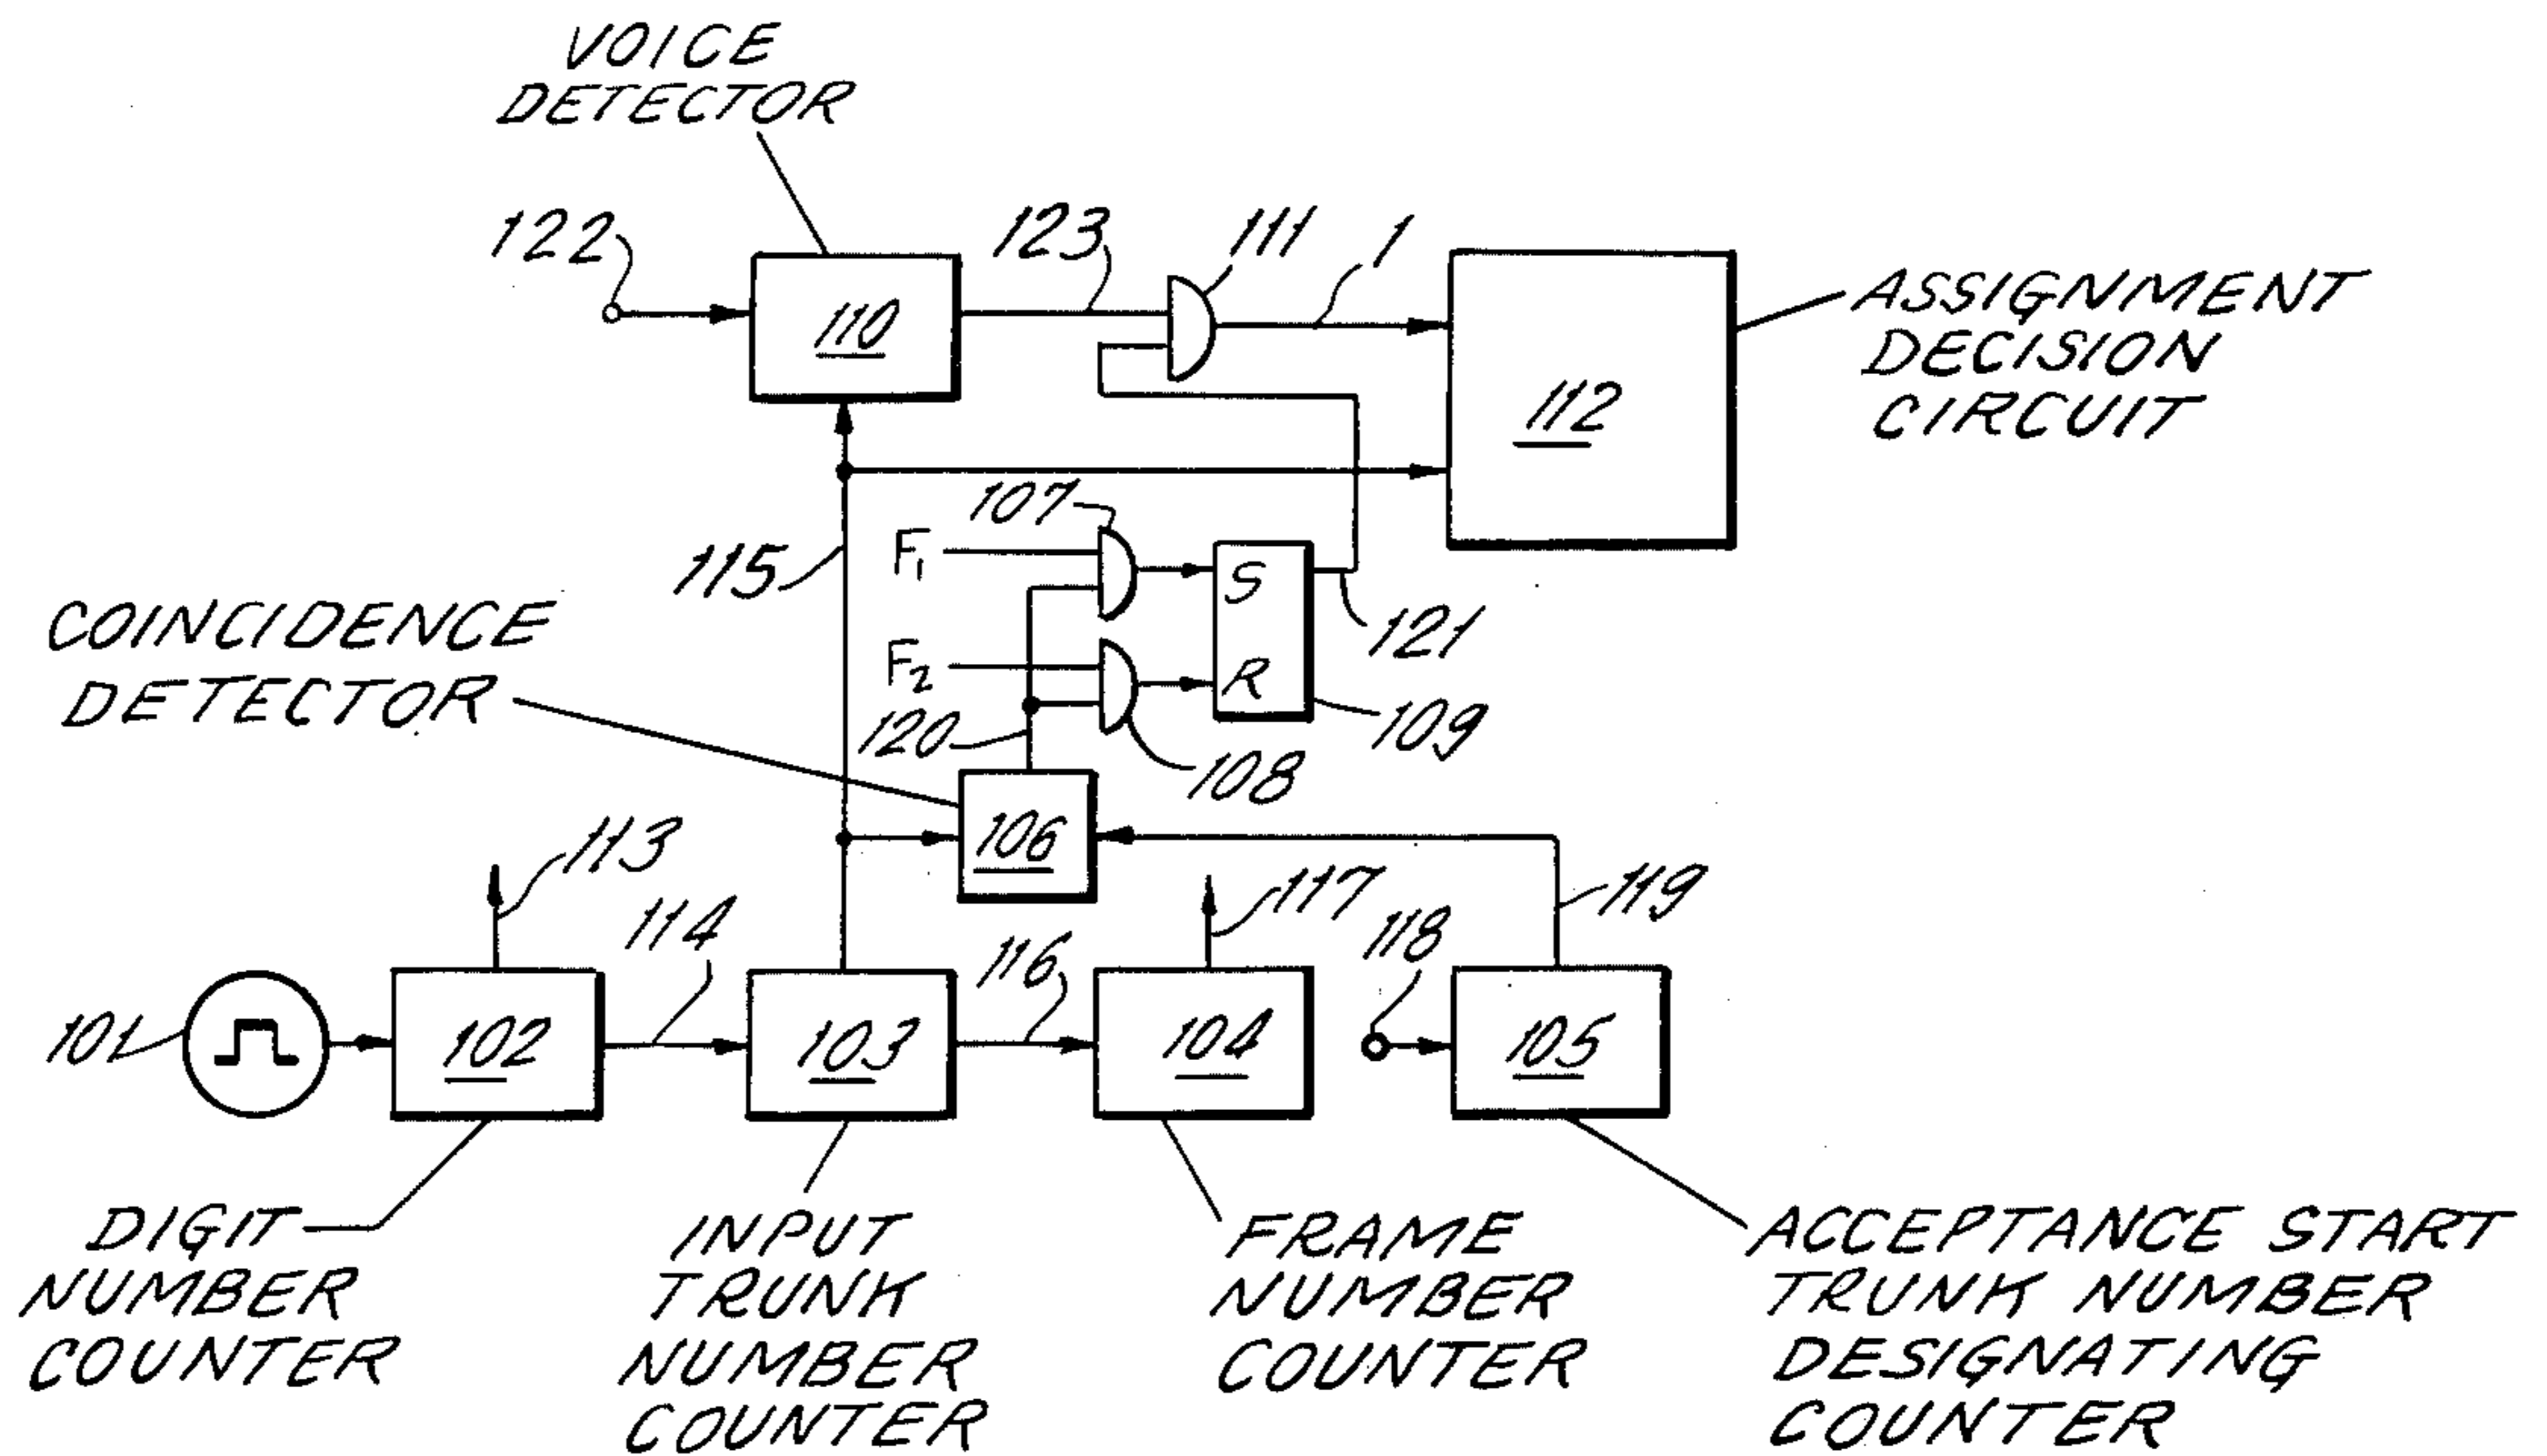 VOICE
DETECTOR
122
110
123
111
1
112
ASSIGNMENT
DECISION
CIRCUIT
115
107
F1
S
F2
R
121
109
120
108
COINCIDENCE
DETECTOR
106
113
114
116
117
118
119
101
102
103
104
105
DIGIT
NUMBER
COUNTER
INPUT
TRUNK
NUMBER
COUNTER
FRAME
NUMBER
COUNTER
ACCEPTANCE START
TRUNK NUMBER
DESIGNATING
COUNTER